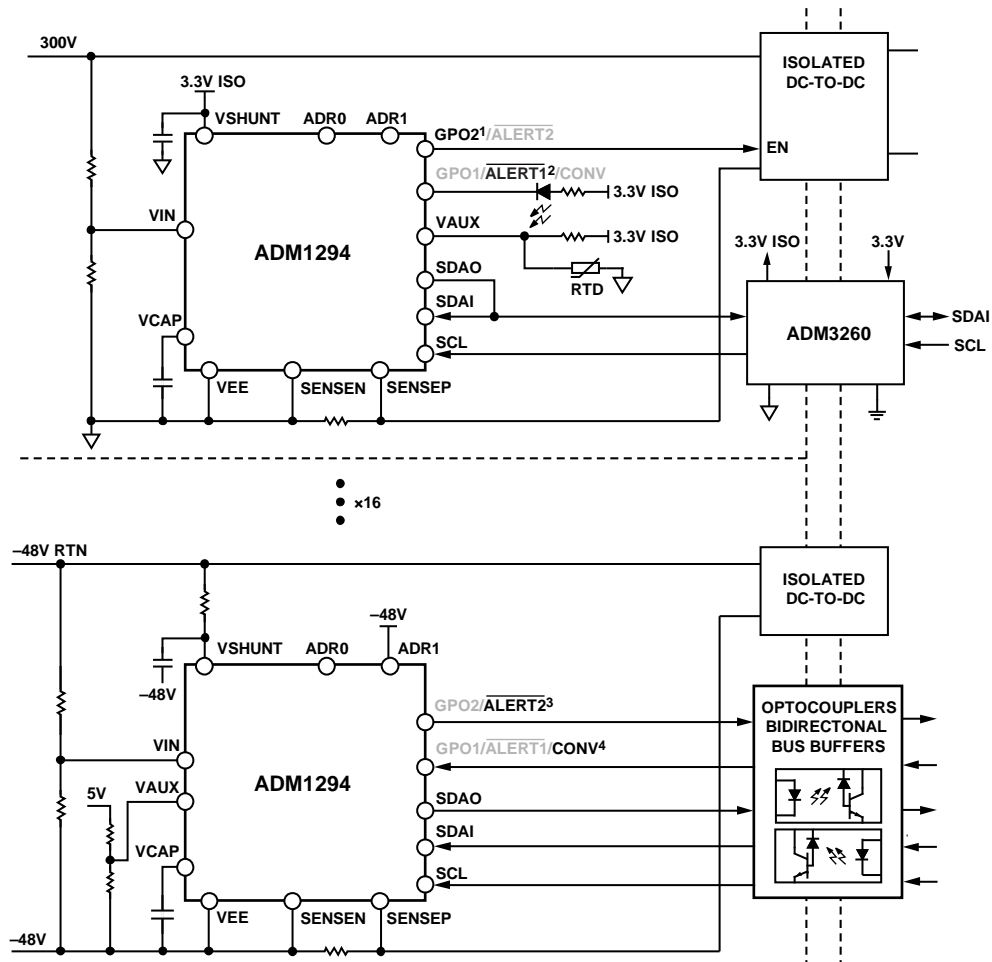 300V
3.3V ISO
ISOLATED
DC-TO-DC
VSHUNT
ADR0
ADR1
GPO2¹/ALERT2
EN
GPO1/ALERT1²/CONV
3.3V ISO
VIN
VAUX
3.3V ISO
ADM1294
SDAO
RTD
3.3V ISO
3.3V
SDAI
ADM3260
SDAI
SCL
VCAP
SCL
VEE
SENSEN
SENSEP
×16
–48V RTN
ISOLATED
DC-TO-DC
–48V
VSHUNT
ADR0
ADR1
–48V
GPO2/ALERT2³
OPTOCOUPLERS
BIDIRECTONAL
BUS BUFFERS
VIN
GPO1/ALERT1/CONV⁴
ADM1294
VAUX
5V
SDAO
SDAI
VCAP
SCL
VEE
SENSEN
SENSEP
–48V